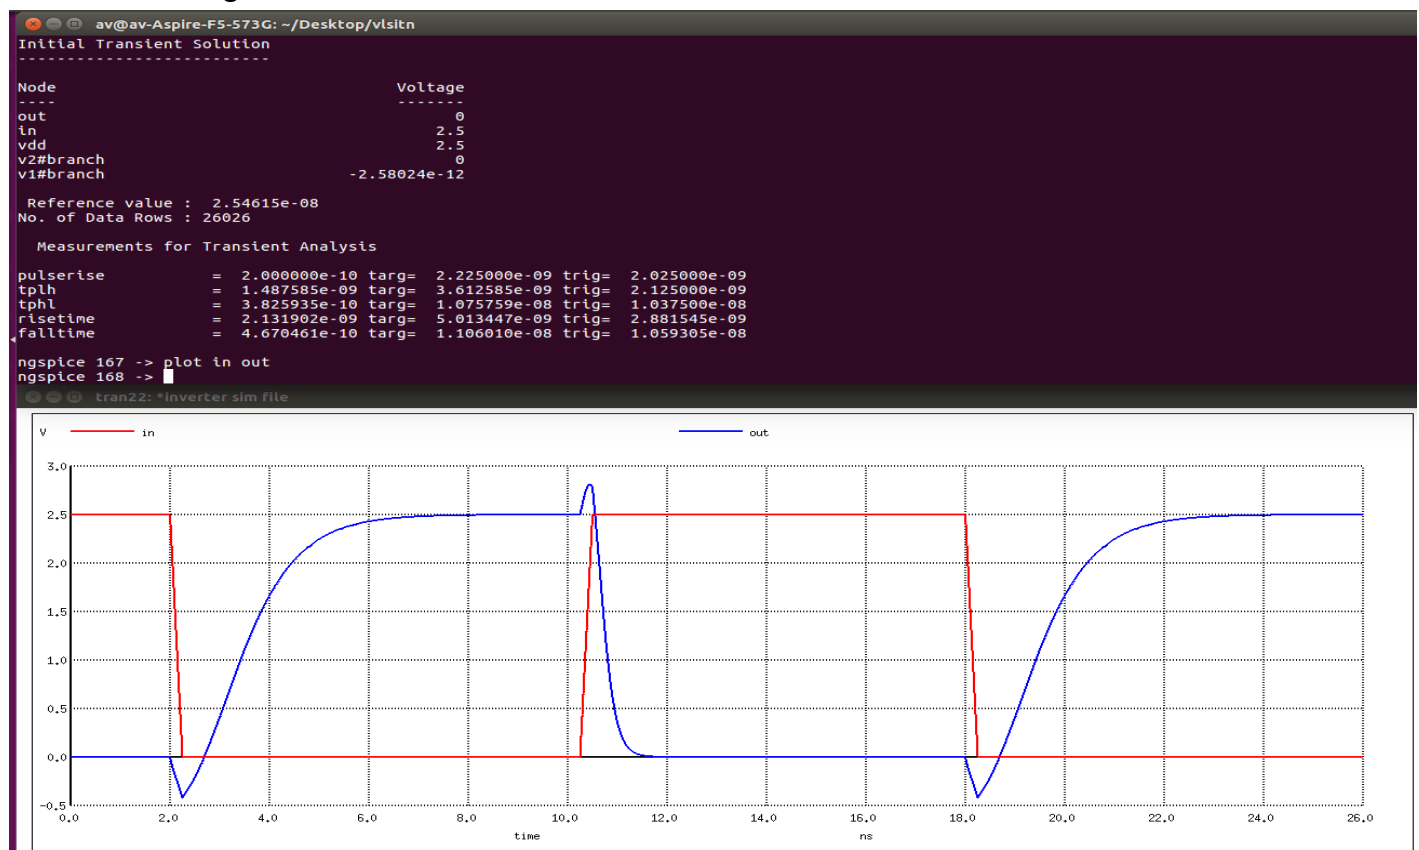 av@av-Aspire-F5-573G: ~/Desktop/vlsitn
Initial Transient Solution
--------------------------
Node Voltage
---- -------
out 0
in 2.5
vdd 2.5
v2#branch 0
v1#branch -2.58024e-12
Reference value : 2.54615e-08
No. of Data Rows : 26026
Measurements for Transient Analysis
pulserise = 2.000000e-10 targ= 2.225000e-09 trig= 2.025000e-09
tplh = 1.487585e-09 targ= 3.612585e-09 trig= 2.125000e-09
tphl = 3.825935e-10 targ= 1.075759e-08 trig= 1.037500e-08
risetime = 2.131902e-09 targ= 5.013447e-09 trig= 2.881545e-09
falltime = 4.670461e-10 targ= 1.106010e-08 trig= 1.059305e-08
ngspice 167 -> plot in out
ngspice 168 ->
tran22: *inverter sim file
V in out
3.0
2.5
2.0
1.5
1.0
0.5
0.0
-0.5
0.0 2.0 4.0 6.0 8.0 10.0 12.0 14.0 16.0 18.0 20.0 22.0 24.0 26.0
time ns